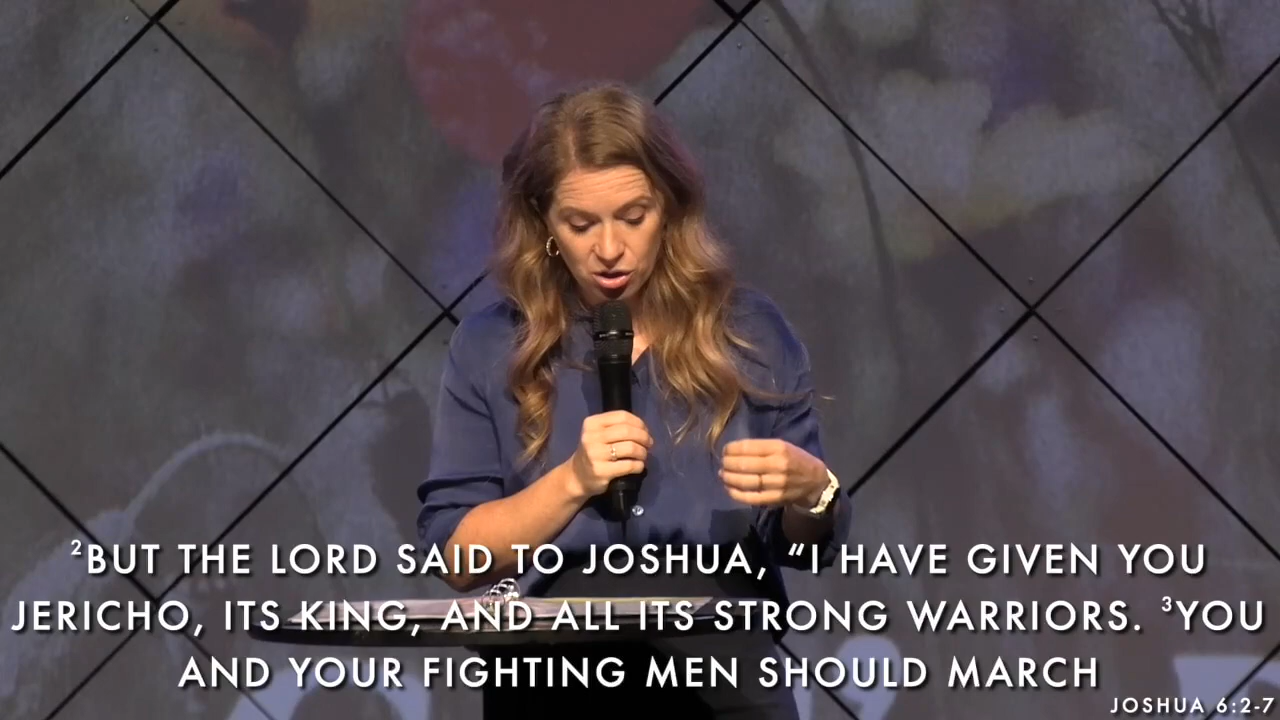 ²BUT THE LORD SAID TO JOSHUA, “I HAVE GIVEN YOU
JERICHO, ITS KING, AND ALL ITS STRONG WARRIORS. ³YOU
AND YOUR FIGHTING MEN SHOULD MARCH
JOSHUA 6:2-7